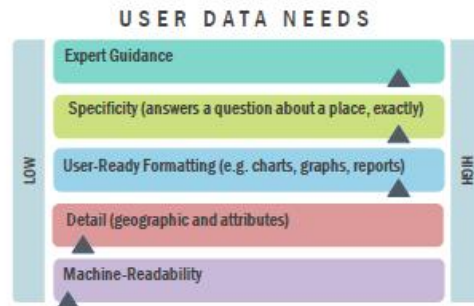 USER DATA NEEDS
Expert Guidance
Specificity (answers a question about a place, exactly)
User-Ready Formatting (e.g. charts, graphs, reports)
Detail (geographic and attributes)
Machine-Readability
LOW
HIGH